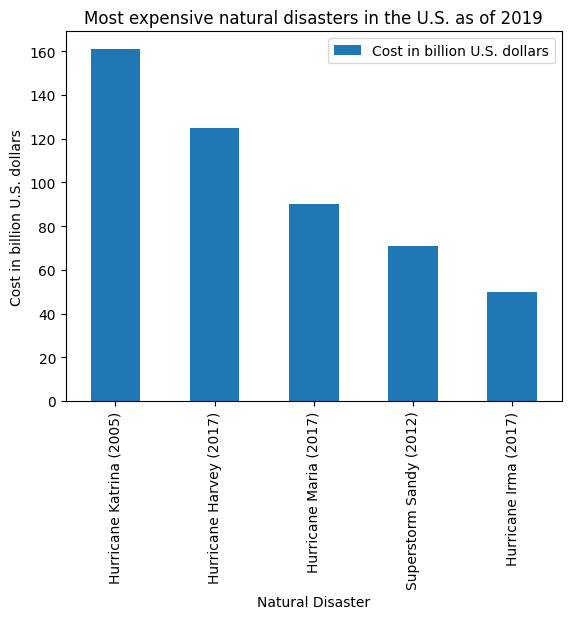 Most expensive natural disasters in the U.S. as of 2019
Cost in billion U.S. dollars
Cost in billion U.S. dollars
160
140
120
100
80
60
40
20
0
Hurricane Katrina (2005)
Hurricane Harvey (2017)
Hurricane Maria (2017)
Superstorm Sandy (2012)
Hurricane Irma (2017)
Natural Disaster